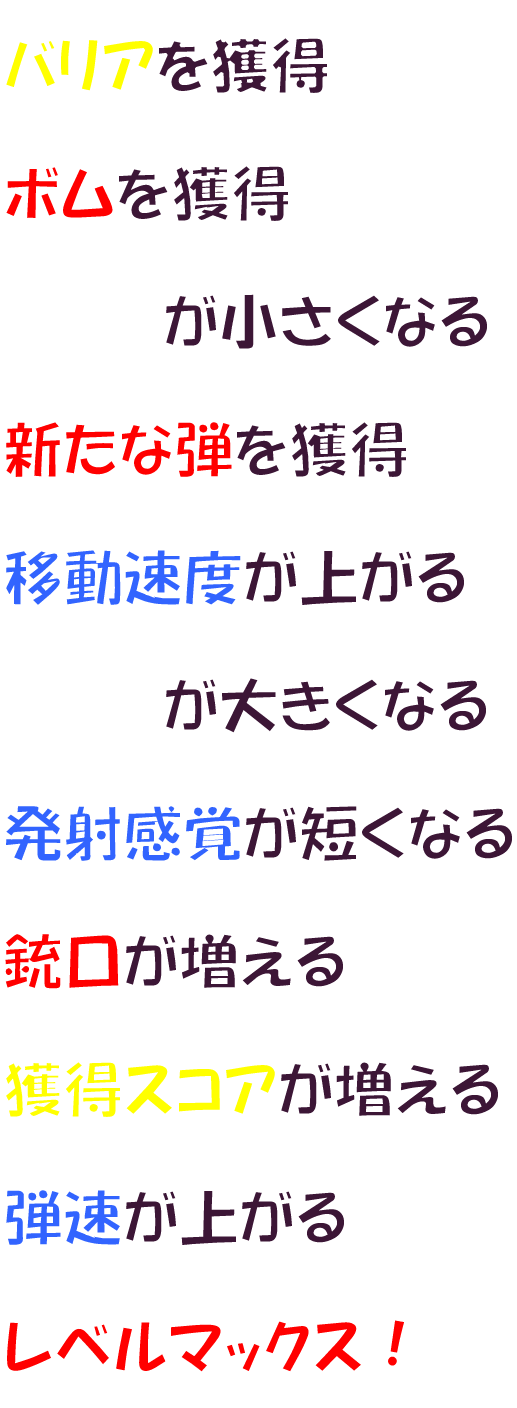 バリアを獲得
ボムを獲得
が小さくなる
新たな弾を獲得
移動速度が上がる
が大きくなる
発射感覚が短くなる
銃口が増える
獲得スコアが増える
弾速が上がる
レベルマックス！